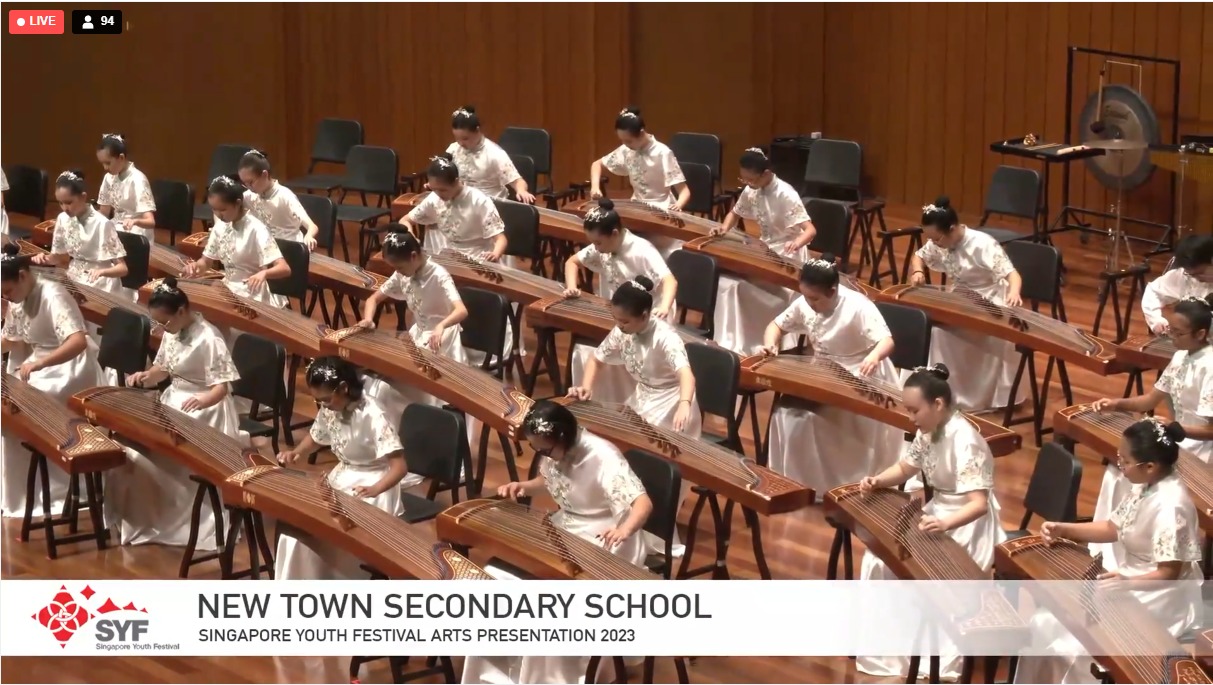 LIVE 94
NEW TOWN SECONDARY SCHOOL
SYF
SINGAPORE YOUTH FESTIVAL ARTS PRESENTATION 2023
Singapore Youth Festival